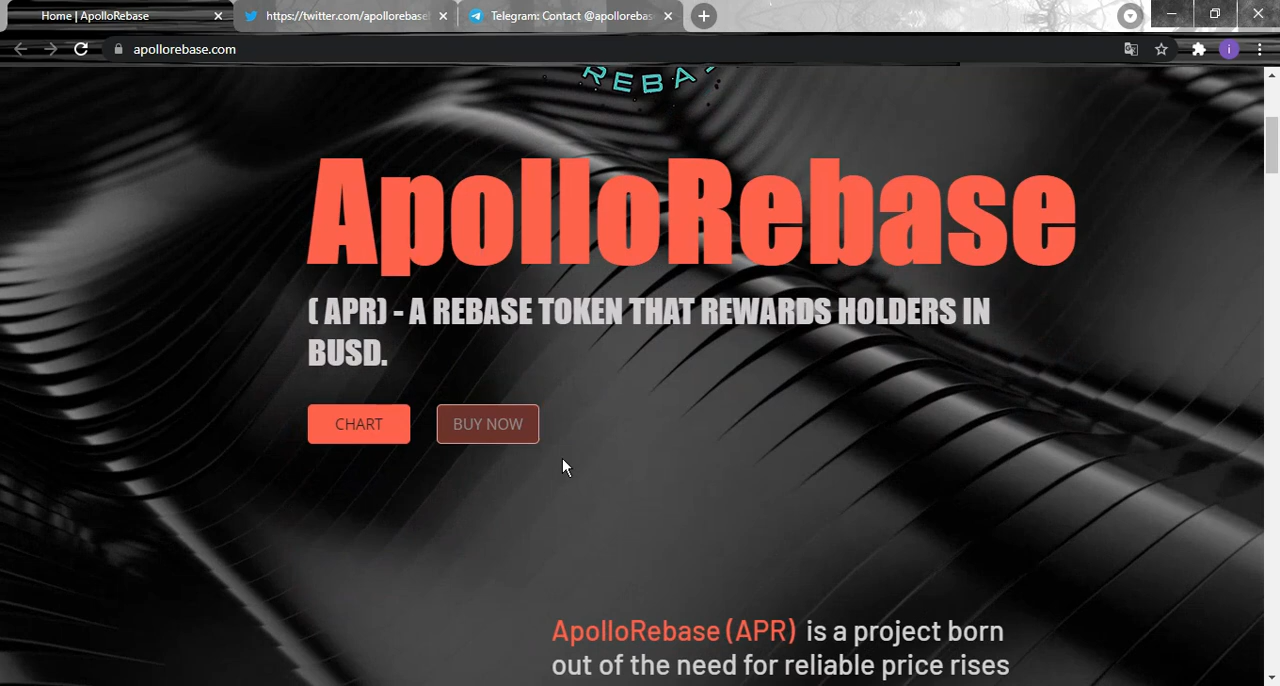 Home | ApolloRebase
https://twitter.com/apollorebase
Telegram: Contact @apollorebas
apollorebase.com
i
REBA
ApolloRebase
( APR) - A REBASE TOKEN THAT REWARDS HOLDERS IN
BUSD.
CHART
BUY NOW
ApolloRebase (APR) is a project born
out of the need for reliable price rises